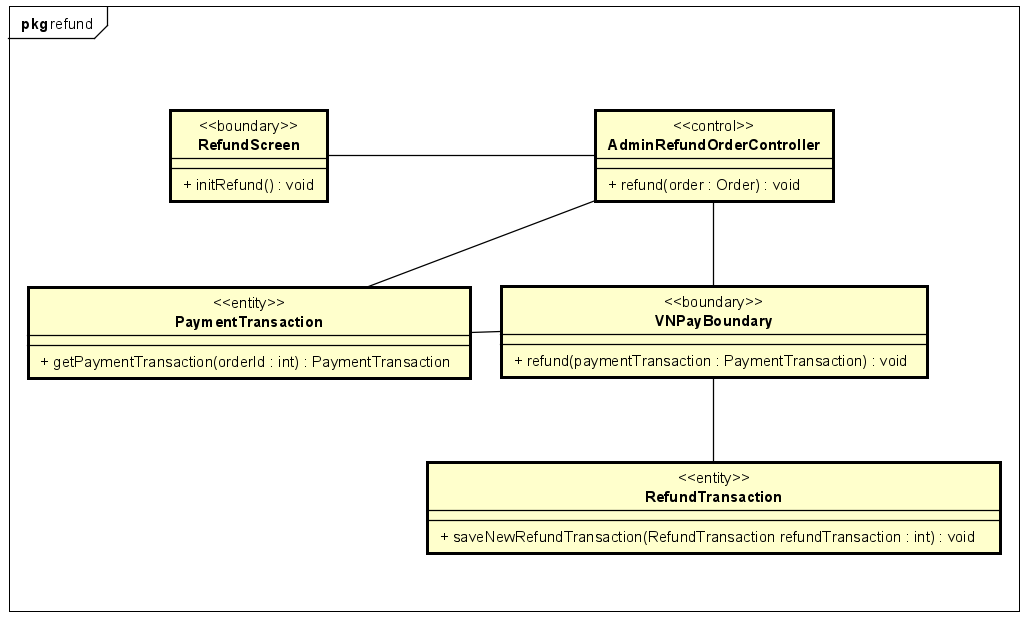 pkg refund
<<boundary>>
RefundScreen
+ initRefund() : void
<<control>>
AdminRefundOrderController
+ refund(order : Order) : void
<<entity>>
PaymentTransaction
+ getPaymentTransaction(orderId : int) : PaymentTransaction
<<boundary>>
VNPayBoundary
+ refund(paymentTransaction : PaymentTransaction) : void
<<entity>>
RefundTransaction
+ saveNewRefundTransaction(RefundTransaction refundTransaction : int) : void